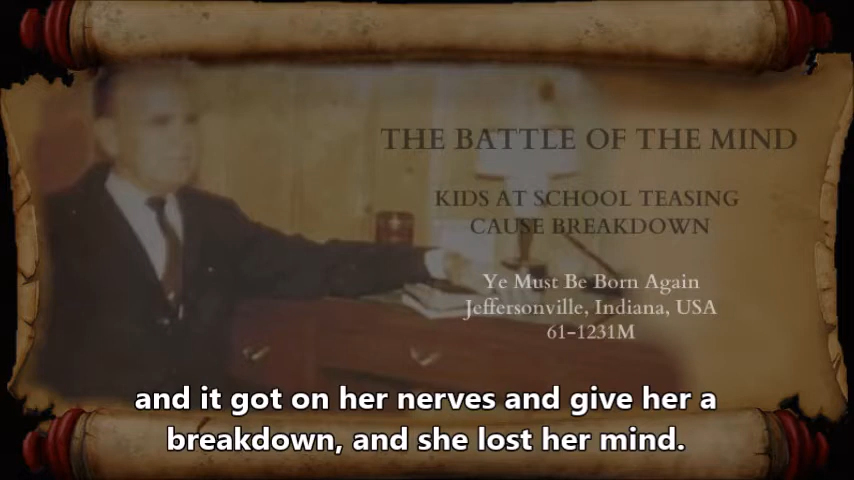 THE BATTLE OF THE MIND
KIDS AT SCHOOL TEASING
CAUSE BREAKDOWN
Ye Must Be Born Again
Jeffersonville, Indiana, USA
61-1231M
and it got on her nerves and give her a
breakdown, and she lost her mind.